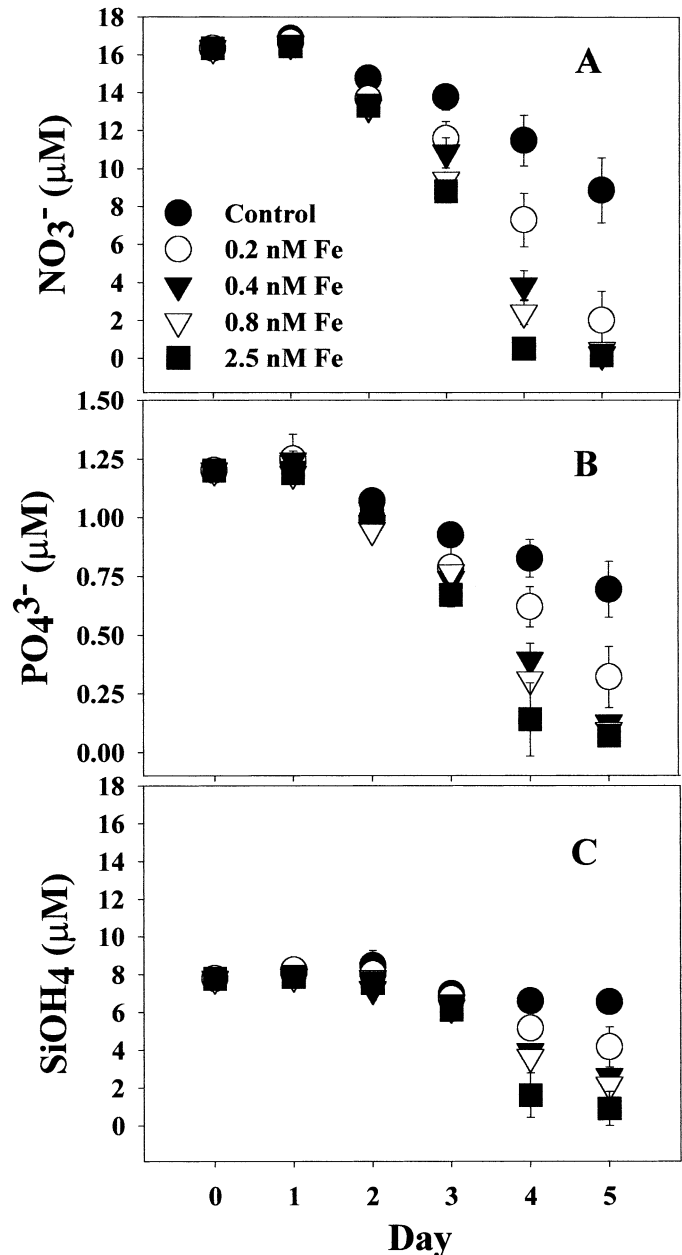 18
16
14
12
10
8
6
4
2
0
NO3- (μM)
A
Control
0.2 nM Fe
0.4 nM Fe
0.8 nM Fe
2.5 nM Fe
1.50
1.25
1.00
0.75
0.50
0.25
0.00
PO43- (μM)
B
18
16
14
12
10
8
6
4
2
0
SiOH4 (μM)
C
0 1 2 3 4 5
Day